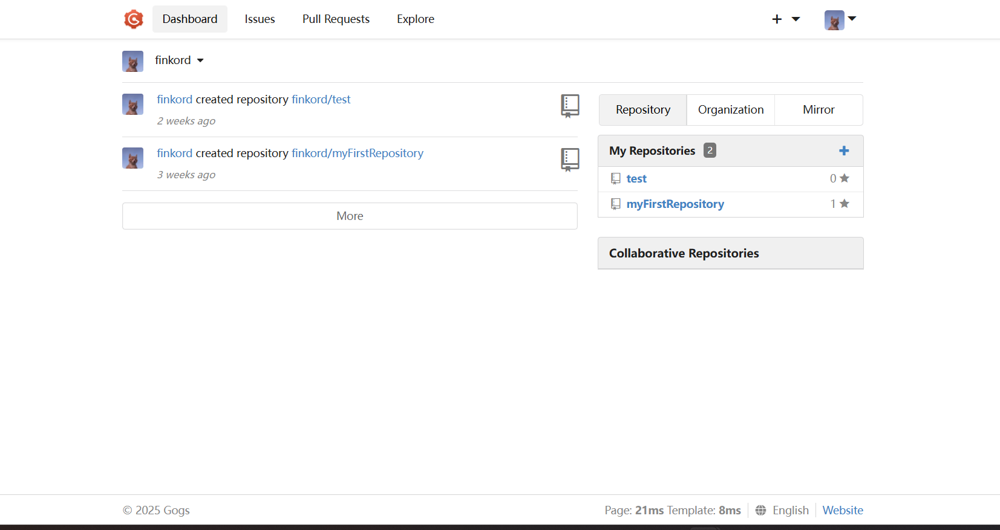 Dashboard Issues Pull Requests Explore
finkord
finkord created repository finkord/test
2 weeks ago
finkord created repository finkord/myFirstRepository
3 weeks ago
More
Repository Organization Mirror
My Repositories 2
test 0
myFirstRepository 1
Collaborative Repositories
© 2025 Gogs
Page: 21ms Template: 8ms English Website